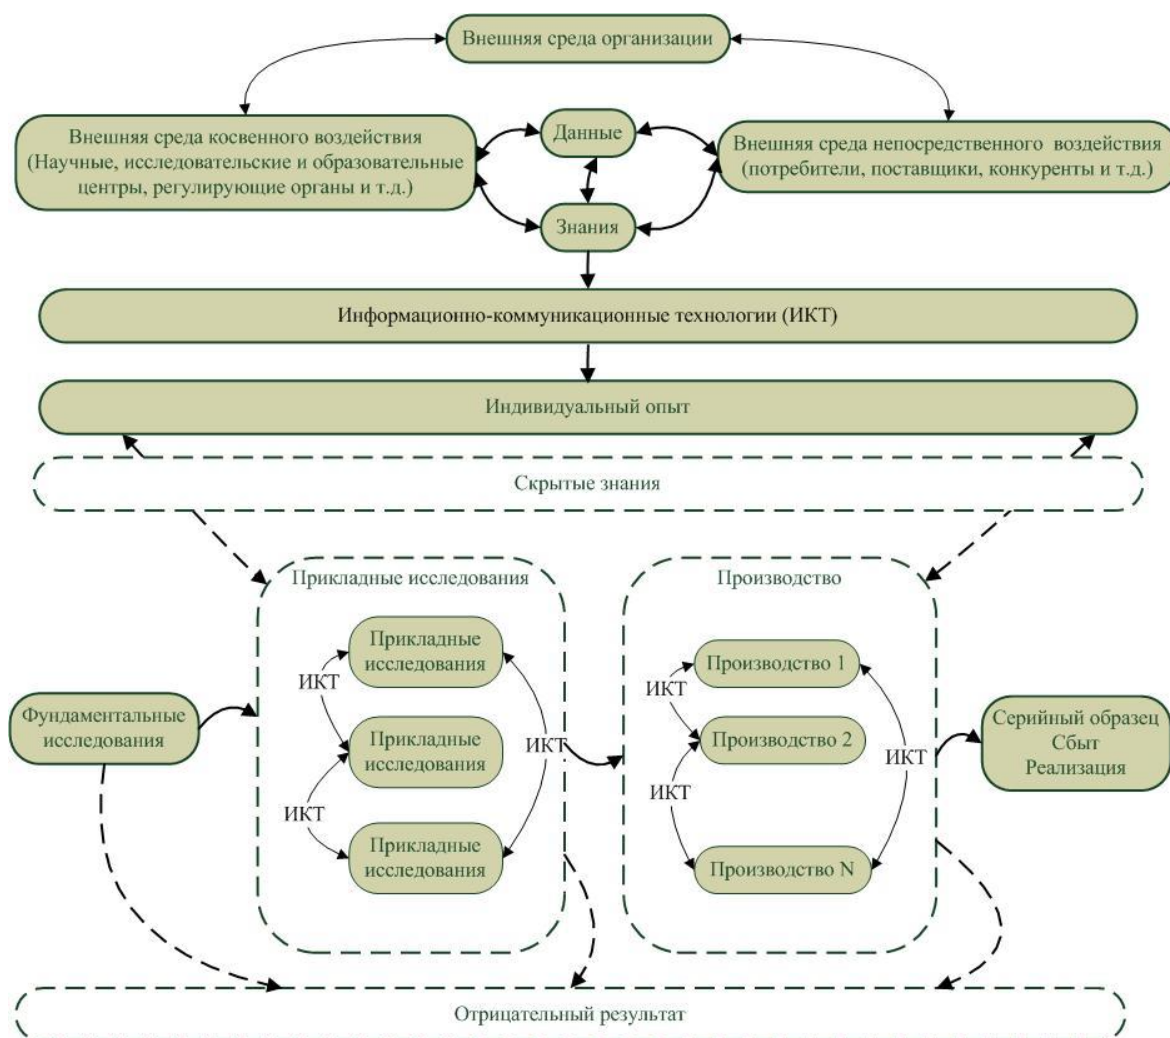 Внешняя среда организации
Внешняя среда косвенного воздействия
(Научные, исследовательские и образовательные
центры, регулирующие органы и т.д.)
Данные
Внешняя среда непосредственного воздействия
(потребители, поставщики, конкуренты и т.д.)
Знания
Информационно-коммуникационные технологии (ИКТ)
Индивидуальный опыт
Скрытые знания
Прикладные исследования
Прикладные
исследования
ИКТ
Прикладные
исследования
ИКТ
ИКТ
Прикладные
исследования
Производство
Производство 1
ИКТ
Производство 2
ИКТ
ИКТ
Производство N
Фундаментальные
исследования
Серийный образец
Сбыт
Реализация
Отрицательный результат